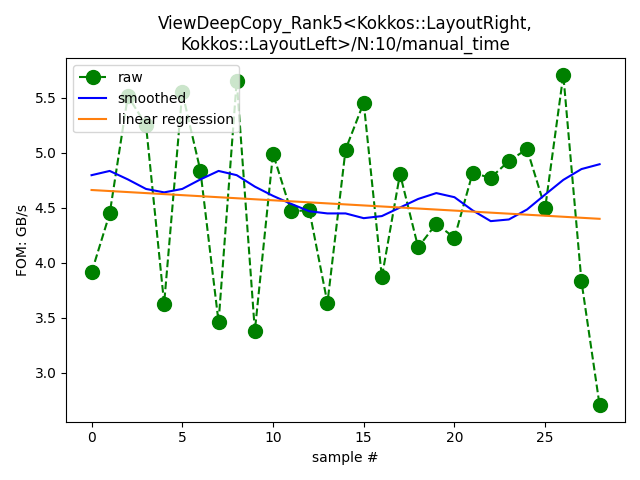 ViewDeepCopy_Rank5<Kokkos::LayoutRight,
Kokkos::LayoutLeft>/N:10/manual_time
raw
smoothed
linear regression
FOM: GB/s
5.5
5.0
4.5
4.0
3.5
3.0
0 5 10 15 20 25
sample #